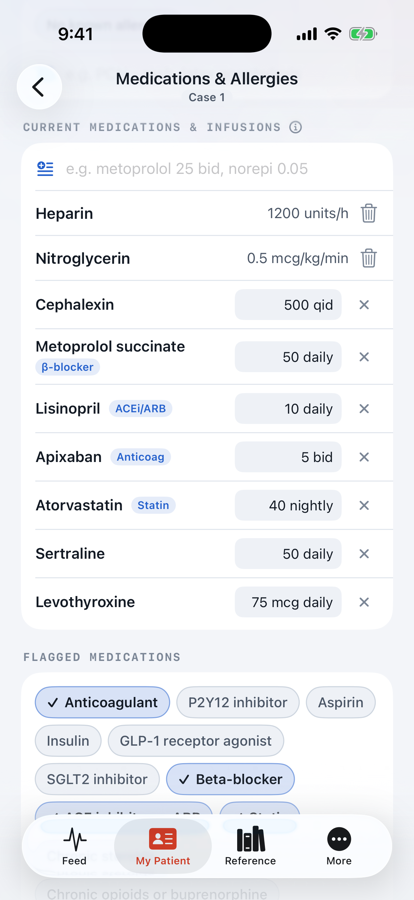 9:41
Medications & Allergies
Case 1
CURRENT MEDICATIONS & INFUSIONS
e.g. metoprolol 25 bid, norepi 0.05
Heparin 1200 units/h
Nitroglycerin 0.5 mcg/kg/min
Cephalexin 500 qid
Metoprolol succinate
β-blocker 50 daily
Lisinopril ACEi/ARB 10 daily
Apixaban Anticoag 5 bid
Atorvastatin Statin 40 nightly
Sertraline 50 daily
Levothyroxine 75 mcg daily
FLAGGED MEDICATIONS
Anticoagulant P2Y12 inhibitor Aspirin
Insulin GLP-1 receptor agonist
SGLT2 inhibitor Beta-blocker
Feed My Patient Reference More
Chronic opioids or buprenorphine